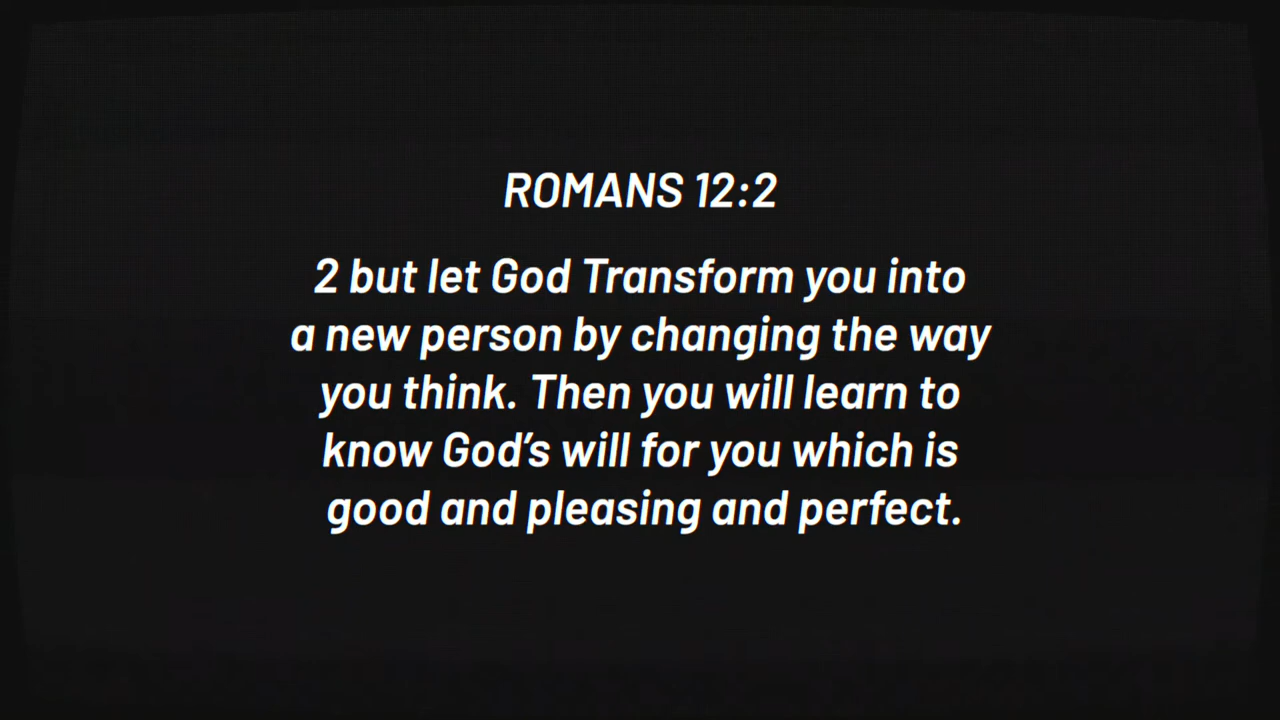 ROMANS 12:2
2 but let God Transform you into
a new person by changing the way
you think. Then you will learn to
know God’s will for you which is
good and pleasing and perfect.